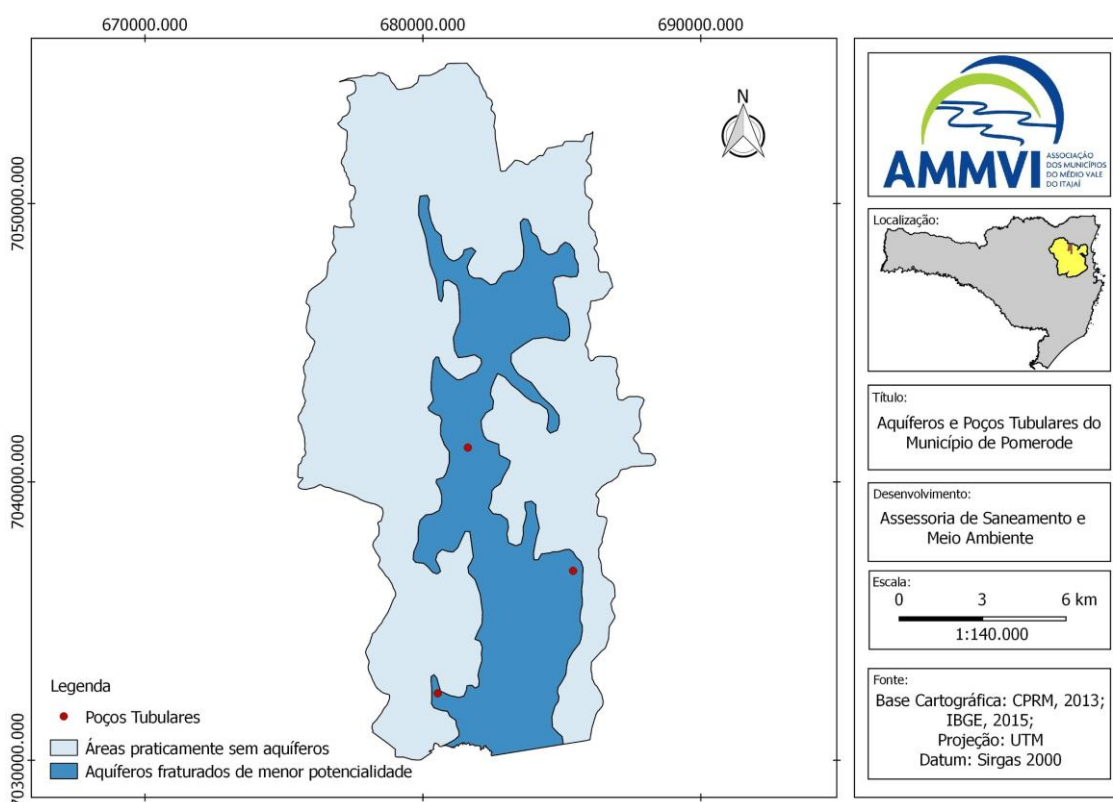 670000.000
680000.000
690000.000
7050000.000
7040000.000
7030000.000
N
Legenda
Poços Tubulares
Áreas praticamente sem aquíferos
Aquíferos fraturados de menor potencialidade
AMMVI
ASSOCIAÇÃO
DOS MUNICÍPIOS
DO MÉDIO VALE
DO ITAJAÍ
Localização:
Título:
Aquíferos e Poços Tubulares do
Município de Pomerode
Desenvolvimento:
Assessoria de Saneamento e
Meio Ambiente
Escala:
0 3 6 km
1:140.000
Fonte:
Base Cartográfica: CPRM, 2013;
IBGE, 2015;
Projeção: UTM
Datum: Sirgas 2000